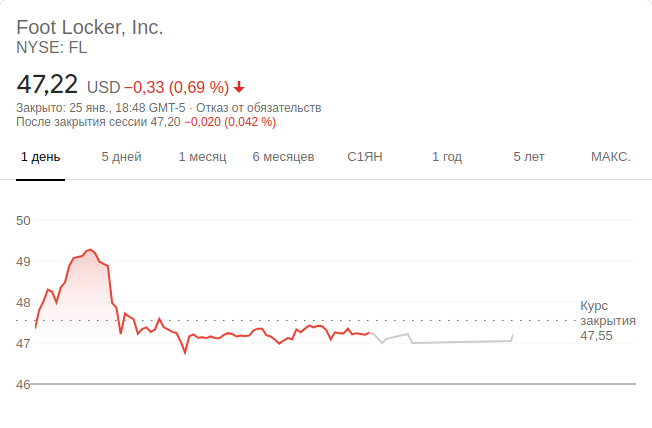 Foot Locker, Inc.
NYSE: FL
47,22 USD −0,33 (0,69 %)
Закрыто: 25 янв., 18:48 GMT-5 · Отказ от обязательств
После закрытия сессии 47,20 −0,020 (0,042 %)
1 день 5 дней 1 месяц 6 месяцев С1ЯН 1 год 5 лет МАКС.
50
49
48
47
46
Курс
закрытия
47,55